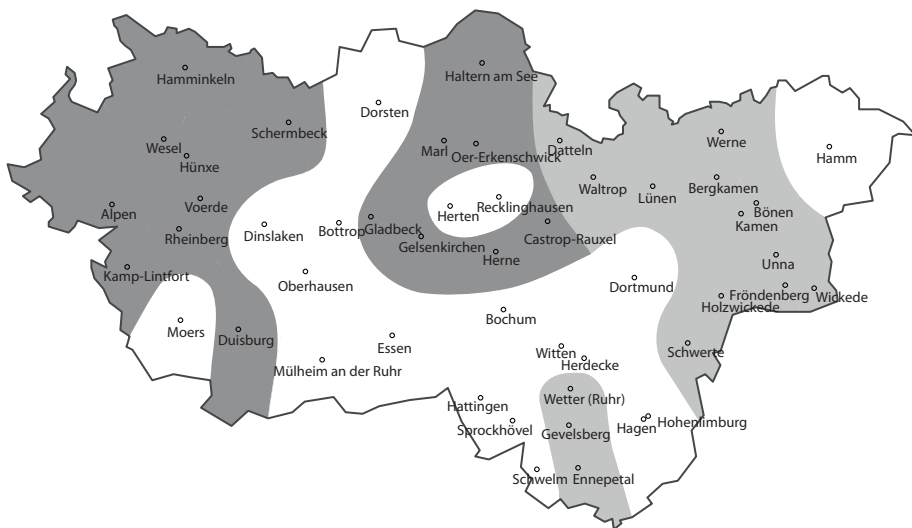 Hamminkeln
Haltern am See
Dorsten
Schermbeck
Wesel
Hünxe
Marl
Oer-Erkenschwick
Datteln
Werne
Hamm
Waltrop
Lünen
Bergkamen
Alpen
Voerde
Herten
Recklinghausen
Bönen
Kamen
Rheinberg
Dinslaken
Bottrop
Gladbeck
Gelsenkirchen
Castrop-Rauxel
Herne
Unna
Kamp-Lintfort
Oberhausen
Dortmund
Fröndenberg
Wickede
Holzwickede
Moers
Duisburg
Bochum
Essen
Witten
Herdecke
Schwerte
Mülheim an der Ruhr
Wetter (Ruhr)
Hattingen
Sprockhövel
Gevelsberg
Hagen
Hohenlimburg
Schwelm
Ennepetal